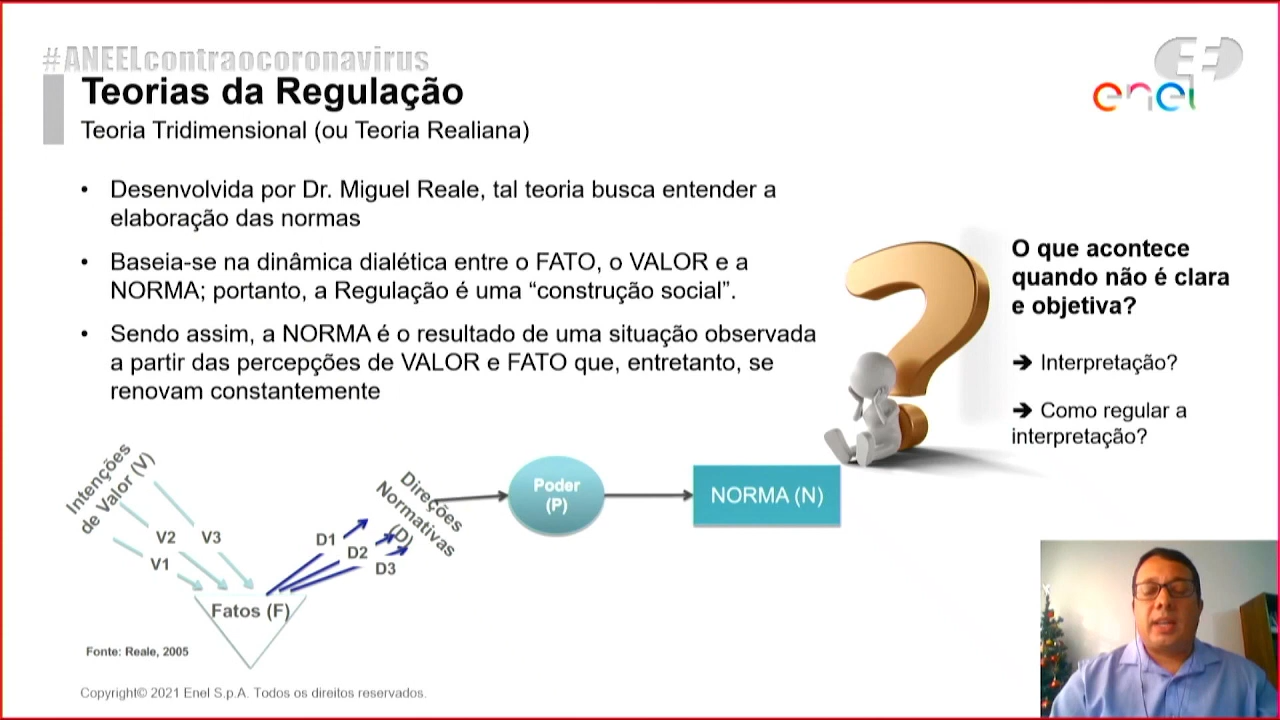 #ANEELcontraocoronavirus
Teorias da Regulação
enel
Teoria Tridimensional (ou Teoria Realiana)
• Desenvolvida por Dr. Miguel Reale, tal teoria busca entender a
elaboração das normas
• Baseia-se na dinâmica dialética entre o FATO, o VALOR e a
NORMA; portanto, a Regulação é uma “construção social”.
• Sendo assim, a NORMA é o resultado de uma situação observada
a partir das percepções de VALOR e FATO que, entretanto, se
renovam constantemente
O que acontece
quando não é clara
e objetiva?
➔ Interpretação?
➔ Como regular a
interpretação?
Intenções
de Valor (V)
V1
V2
V3
Fatos (F)
D1
D2
D3
Direções
Normativas
(D)
Poder
(P)
NORMA (N)
Fonte: Reale, 2005
Copyright© 2021 Enel S.p.A. Todos os direitos reservados.